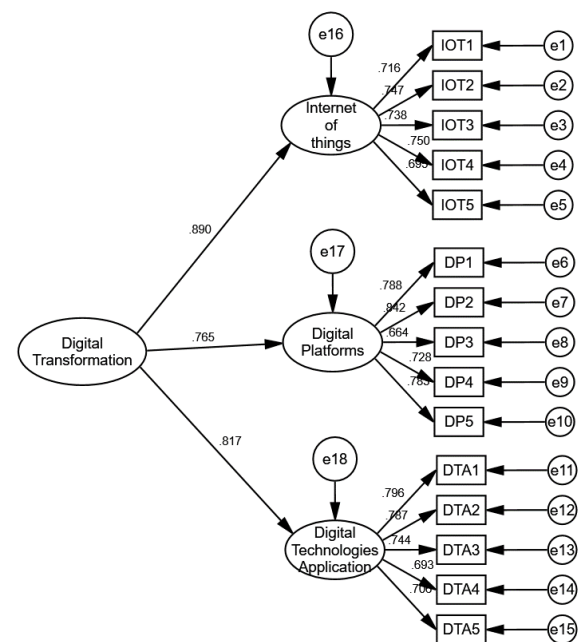 e16
IOT1
e1
.716
IOT2
e2
.747
Internet
of
things
.738
IOT3
e3
.750
IOT4
e4
IOT5
e5
.890
e17
DP1
e6
.788
DP2
e7
.842
Digital
Platforms
.664
DP3
e8
.728
DP4
e9
DP5
e10
Digital
Transformation
.765
.817
e18
DTA1
e11
.796
DTA2
e12
.787
Digital
Technologies
Application
.744
DTA3
e13
.693
DTA4
e14
DTA5
e15